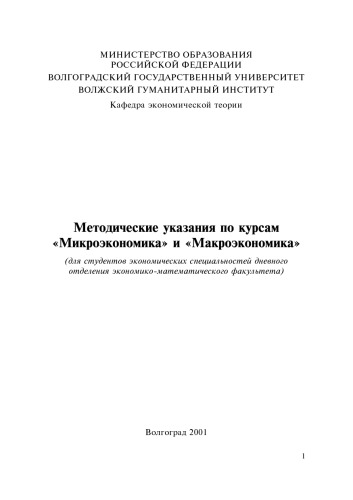 МИНИСТЕРСТВО ОБРАЗОВАНИЯ
РОССИЙСКОЙ ФЕДЕРАЦИИ
ВОЛГОГРАДСКИЙ ГОСУДАРСТВЕННЫЙ УНИВЕРСИТЕТ
ВОЛЖСКИЙ ГУМАНИТАРНЫЙ ИНСТИТУТ
Кафедра экономической теории
Методические указания по курсам
«Микроэкономика» и «Макроэкономика»
(для студентов экономических специальностей дневного
отделения экономико-математического факультета)
Волгоград 2001
1